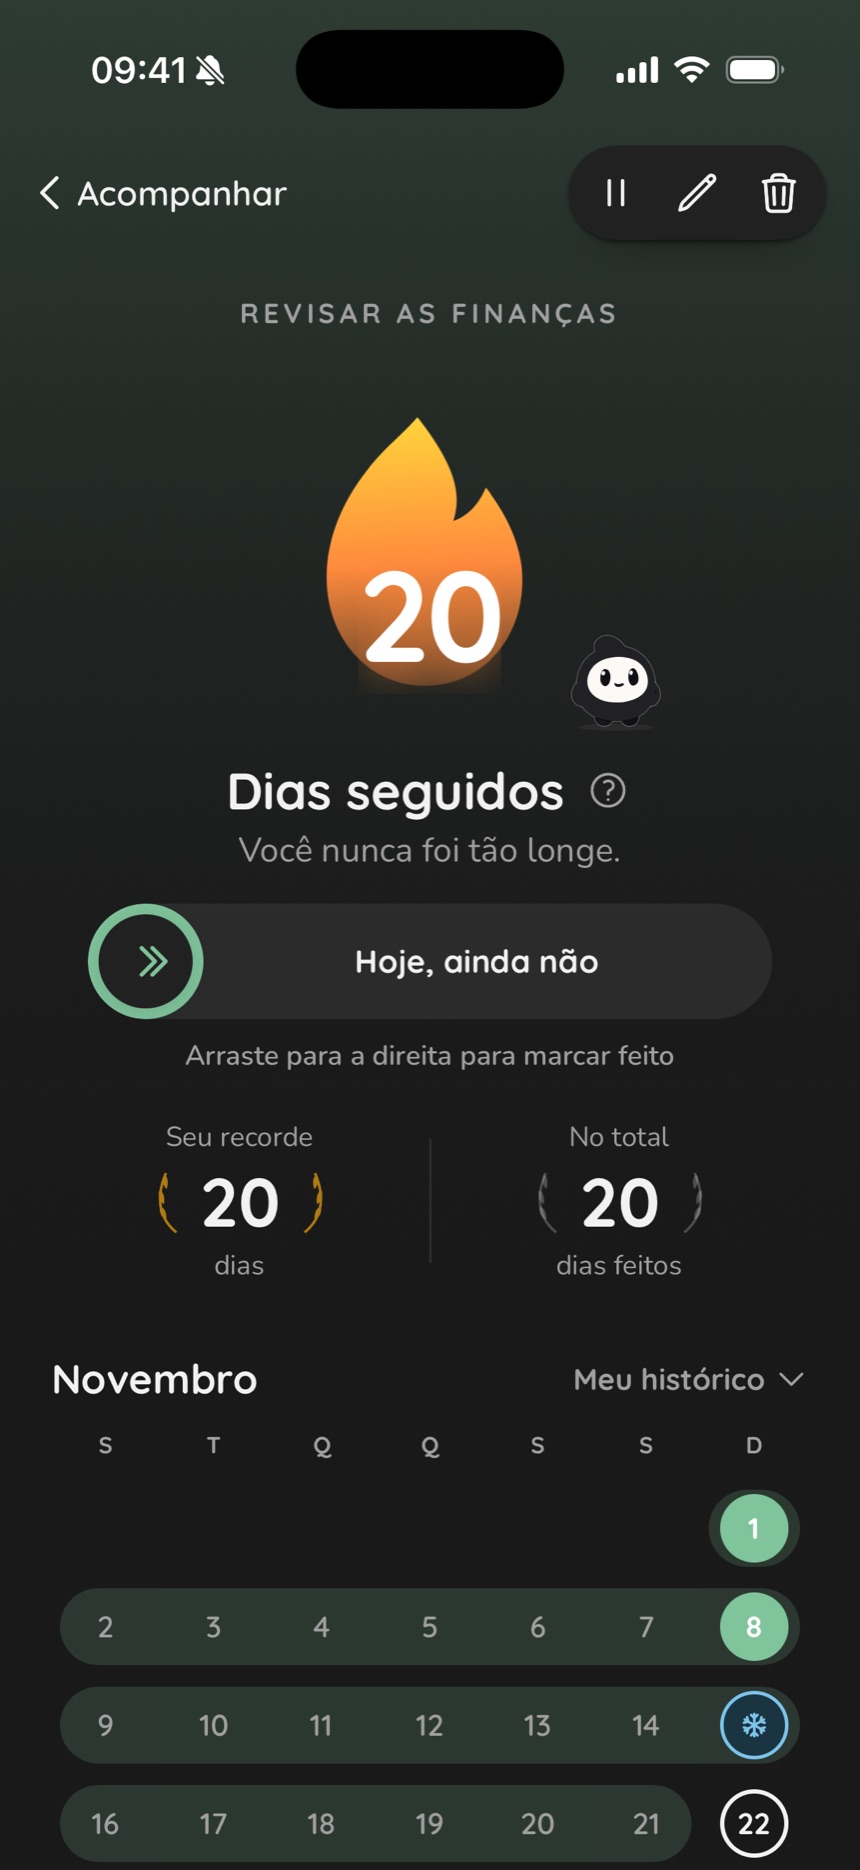 09:41
Acompanhar
REVISAR AS FINANÇAS
20
Dias seguidos ?
Você nunca foi tão longe.
Hoje, ainda não
Arraste para a direita para marcar feito
Seu recorde
20
dias
No total
20
dias feitos
Novembro
Meu histórico
S T Q Q S S D
1
2 3 4 5 6 7 8
9 10 11 12 13 14
16 17 18 19 20 21 22